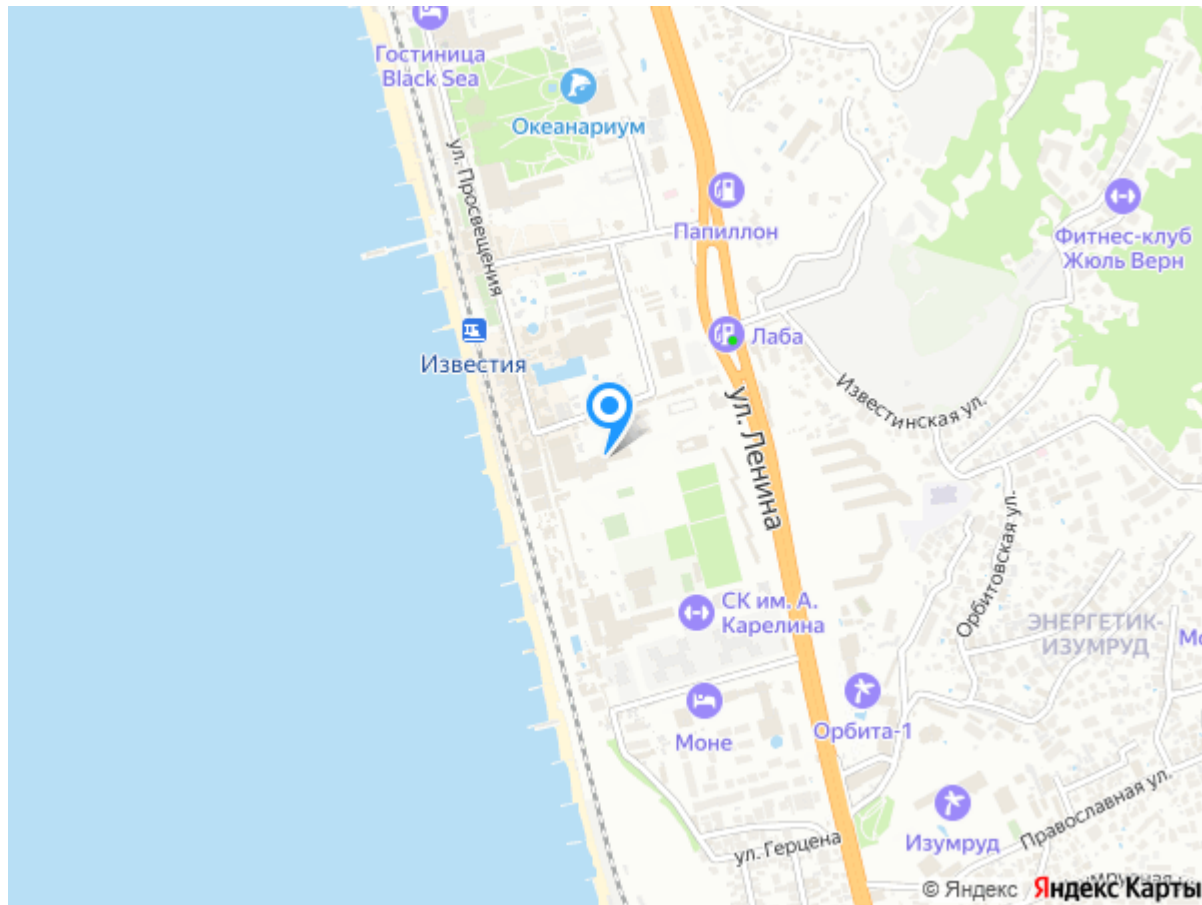 Гостиница
Black Sea
Океанариум
ул. Просвещения
Папиллон
Фитнес-клуб
Жюль Верн
Лаба
Известия
ул. Ленина
Известинская ул.
Орбитовская ул.
СК им. А.
Карелина
ЭНЕРГЕТИК-
ИЗУМРУД
Моне
Орбита-1
Изумруд
Православная ул.
ул. Герцена
© Яндекс Яндекс Карты